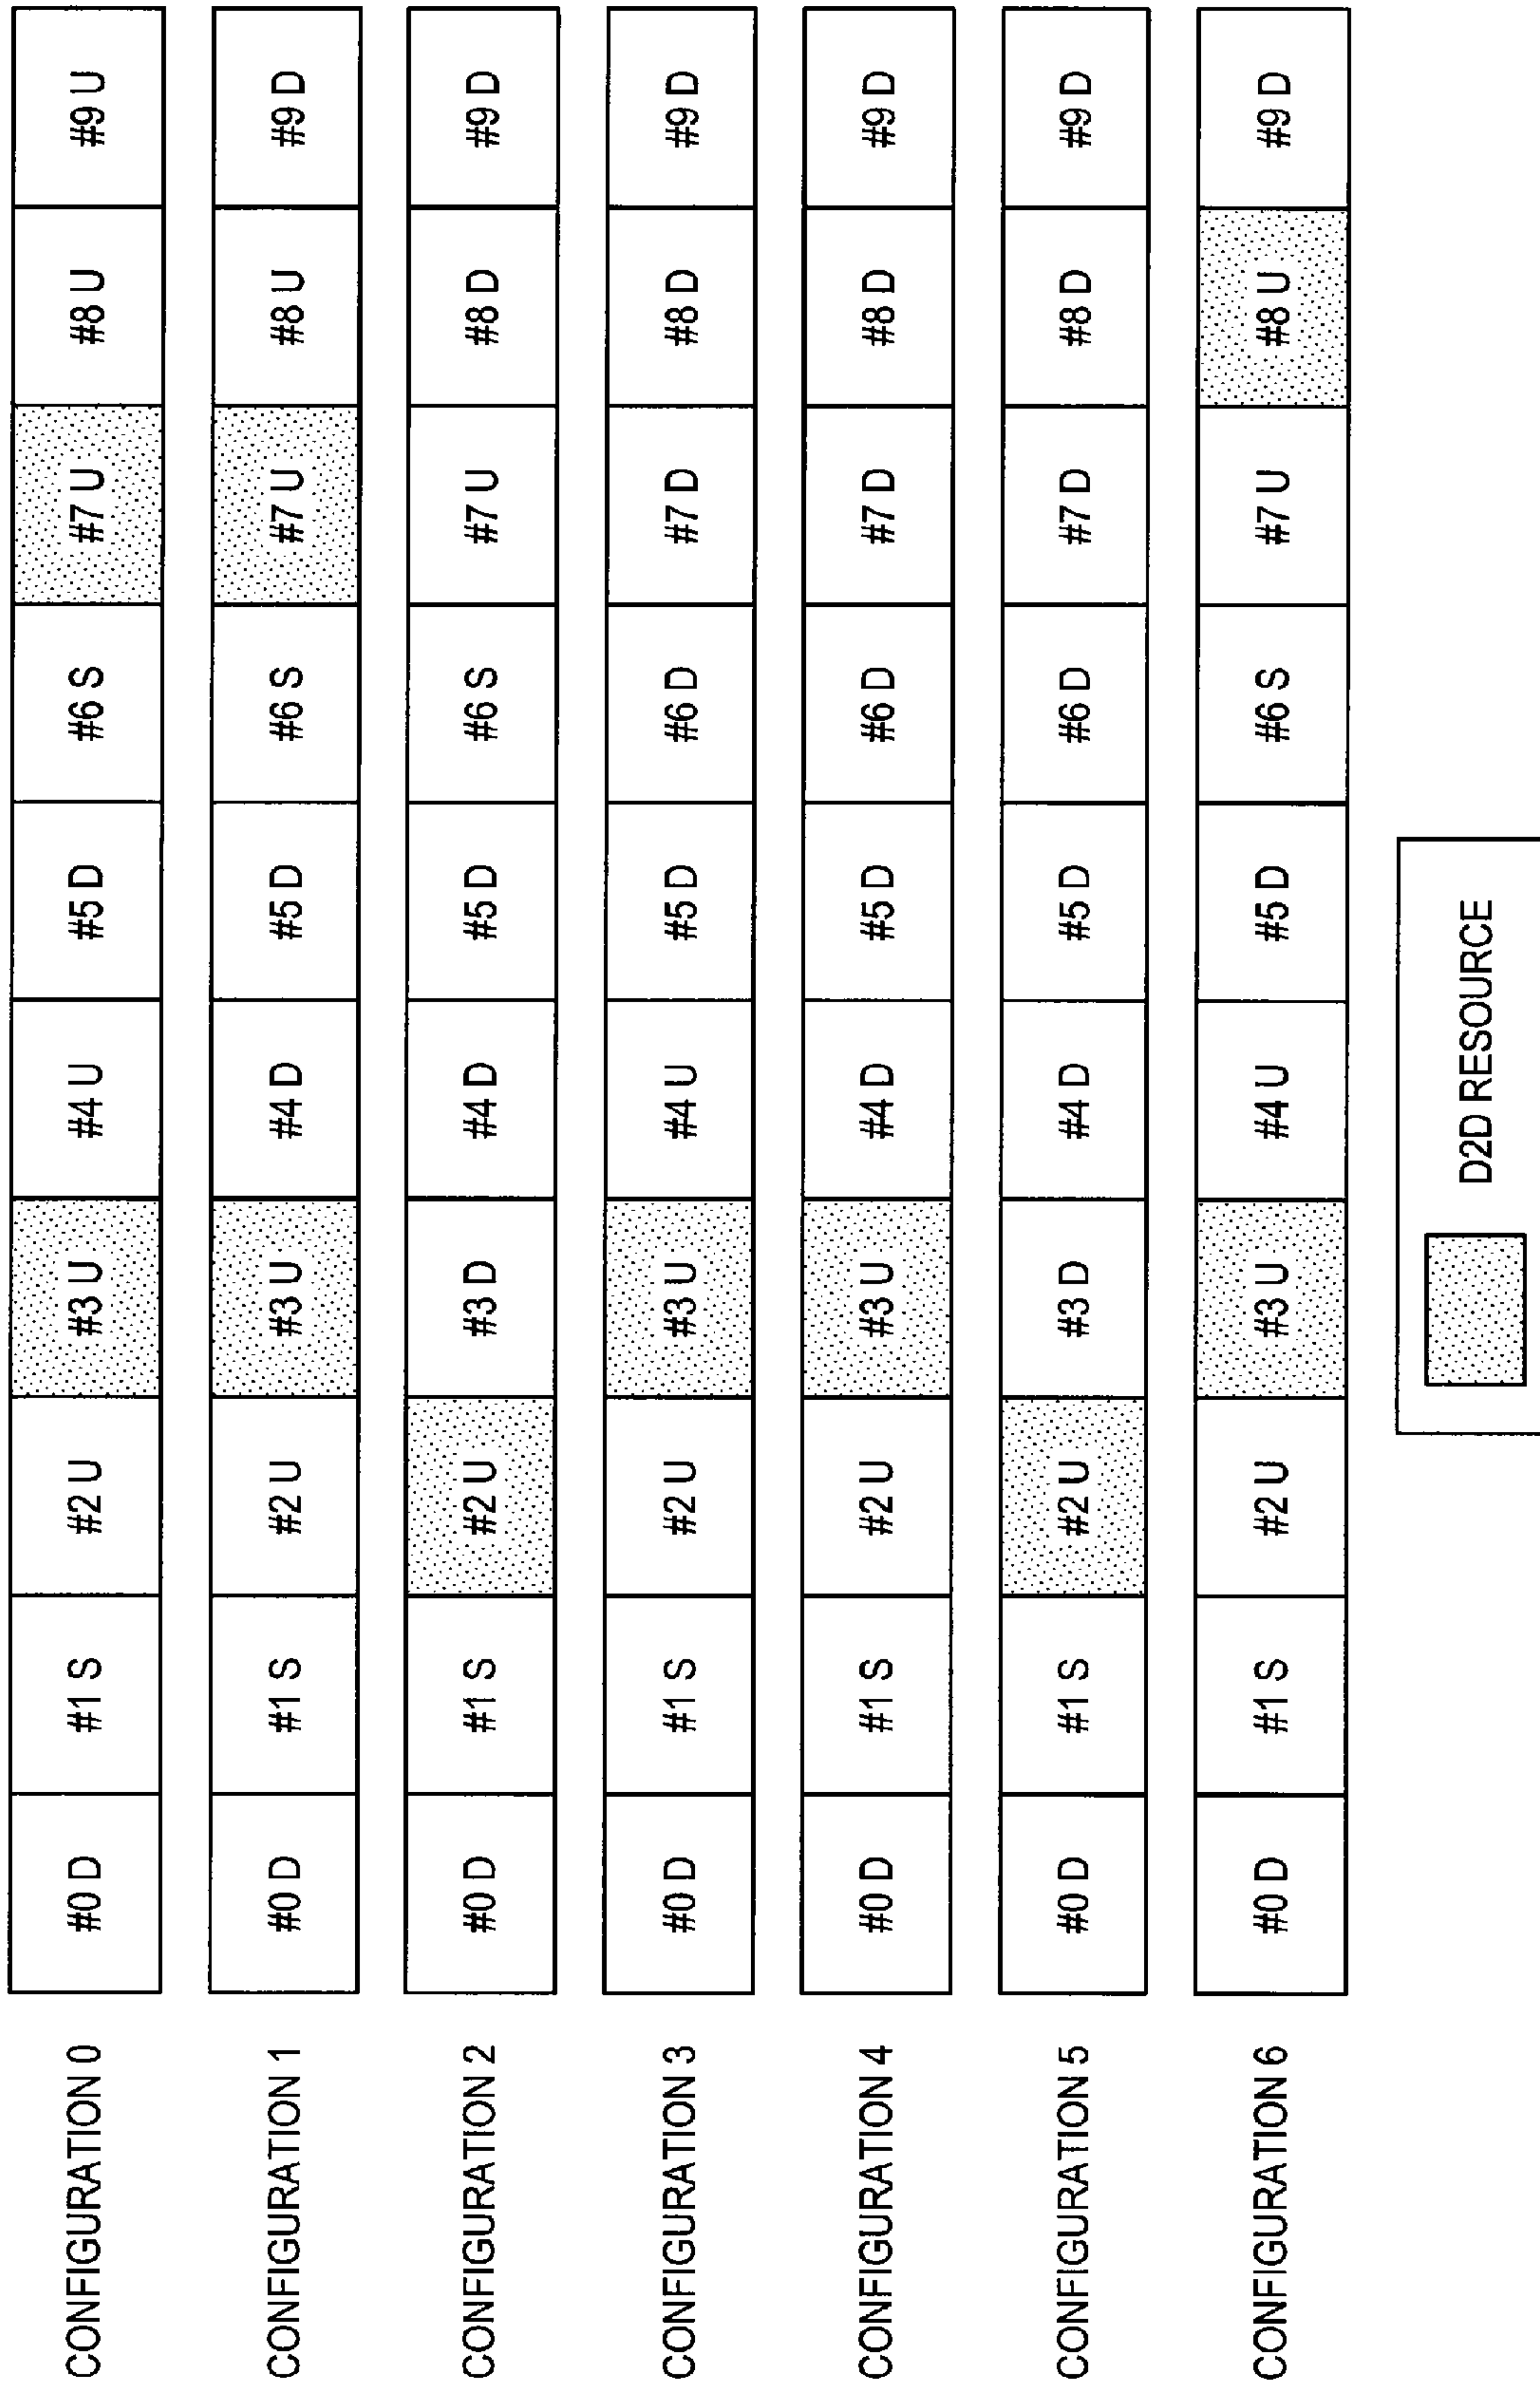 CONFIGURATION 0 #0 D #1 S #2 U #3 U #4 U #5 D #6 S #7 U #8 U #9 U
CONFIGURATION 1 #0 D #1 S #2 U #3 U #4 D #5 D #6 S #7 U #8 U #9 D
CONFIGURATION 2 #0 D #1 S #2 U #3 D #4 D #5 D #6 S #7 U #8 D #9 D
CONFIGURATION 3 #0 D #1 S #2 U #3 U #4 U #5 D #6 D #7 D #8 D #9 D
CONFIGURATION 4 #0 D #1 S #2 U #3 U #4 D #5 D #6 D #7 D #8 D #9 D
CONFIGURATION 5 #0 D #1 S #2 U #3 D #4 D #5 D #6 D #7 D #8 D #9 D
CONFIGURATION 6 #0 D #1 S #2 U #3 U #4 U #5 D #6 S #7 U #8 U #9 D
D2D RESOURCE